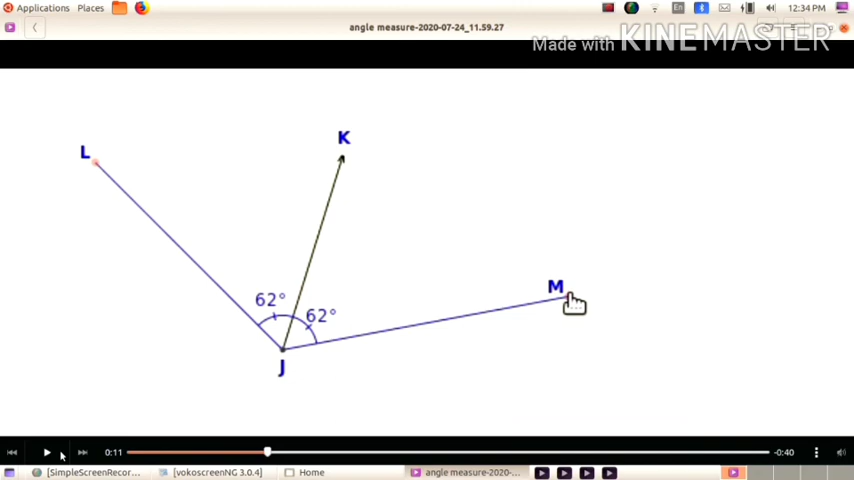 Applications Places En 12:34 PM
angle measure-2020-07-24_11.59.27
Made with KINEMASTER
K
L
M
62°
62°
J
0:11 -0:40
[SimpleScreenRecor... [vokoscreenNG 3.0.4] Home angle measure-2020-...